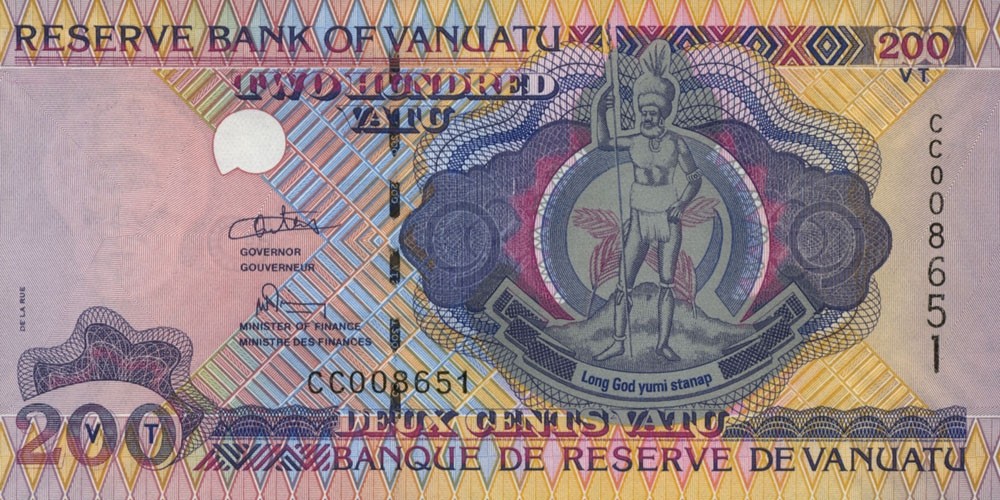 RESERVE BANK OF VANUATU
200
VT
TWO HUNDRED
VATU
CC008651
GOVERNOR
GOUVERNEUR
MINISTER OF FINANCE
MINISTRE DES FINANCES
DE LA RUE
CC008651
Long God yumi stanap
200
V T
DEUX CENTS VATU
BANQUE DE RESERVE DE VANUATU